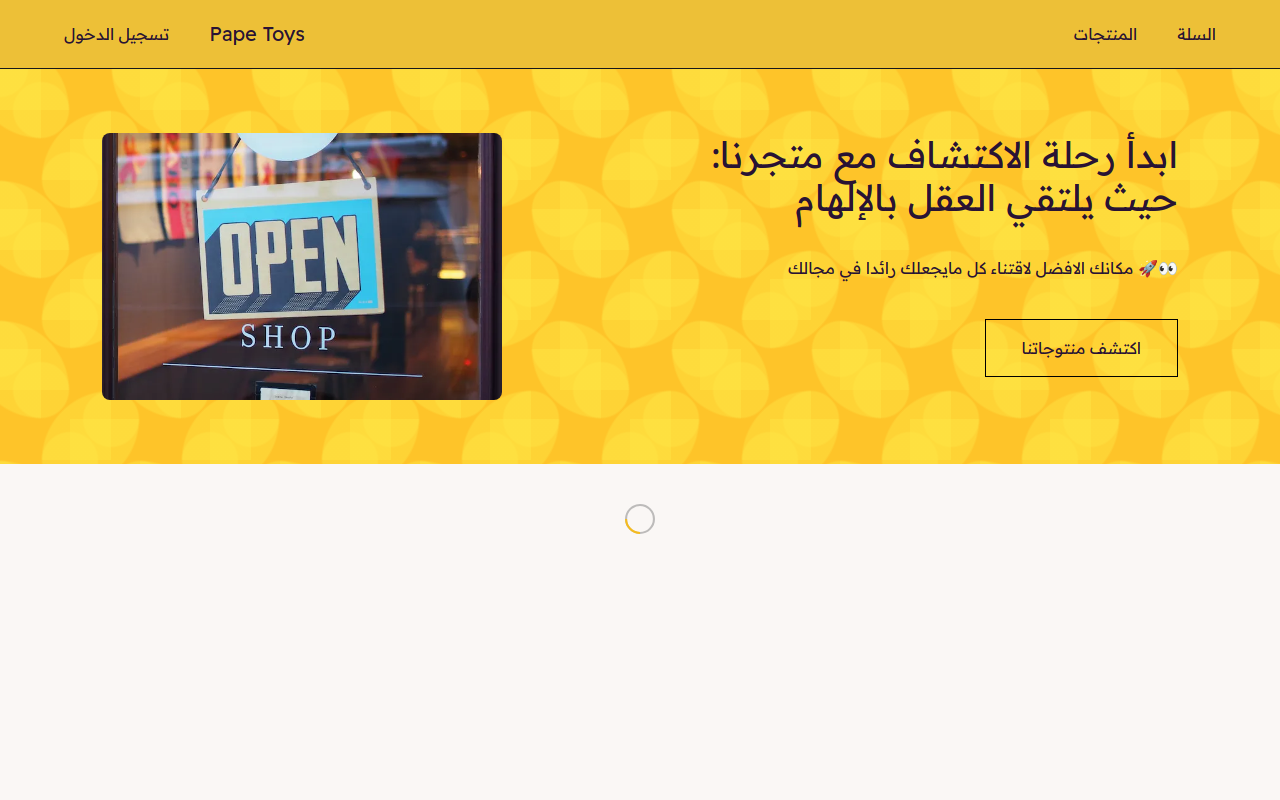 السلة
المنتجات
Pape Toys
تسجيل الدخول
ابدأ رحلة الاكتشاف مع متجرنا:
حيث يلتقي العقل بالإلهام
👀🚀 مكانك الافضل لاقتناء كل مايجعلك رائدا في مجالك
اكتشف منتوجاتنا
OPEN
SHOP